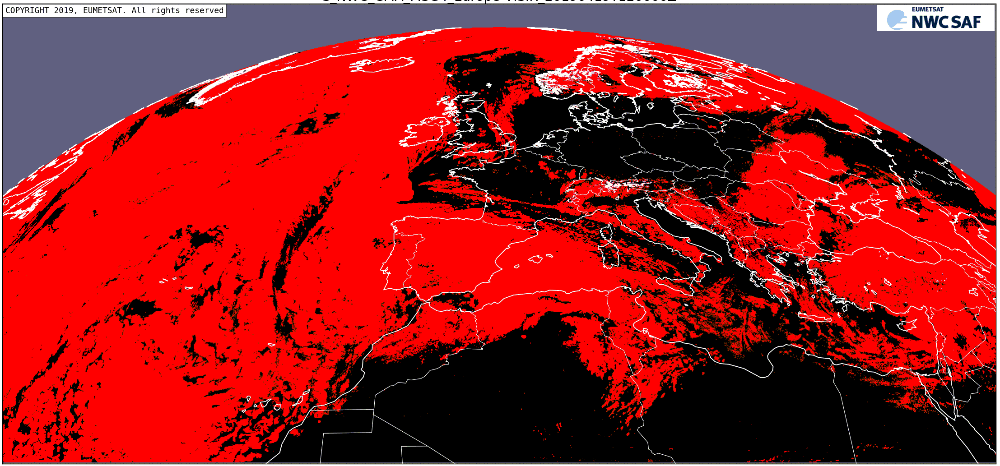 COPYRIGHT 2019, EUMETSAT. All rights reserved
EUMETSAT
NWC SAF